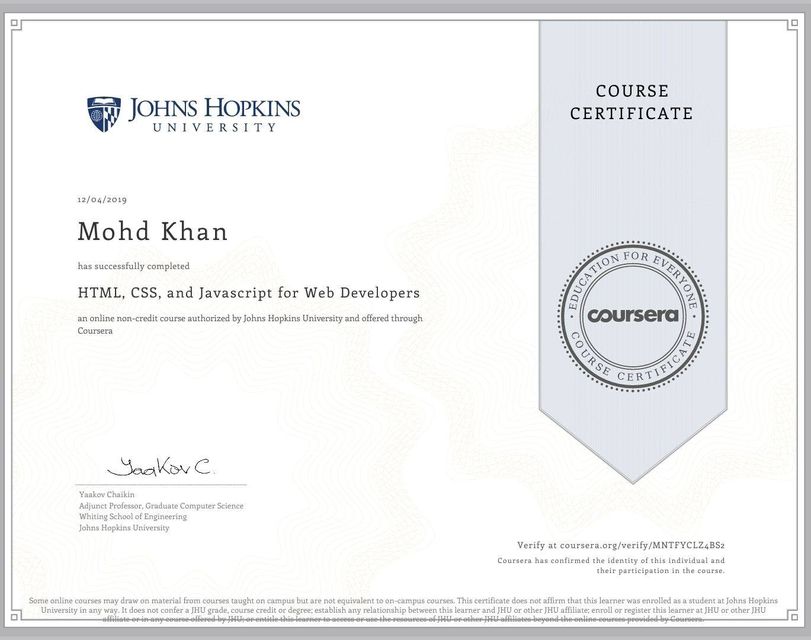 JOHNS HOPKINS
UNIVERSITY
COURSE
CERTIFICATE
12/04/2019
Mohd Khan
has successfully completed
HTML, CSS, and Javascript for Web Developers
an online non-credit course authorized by Johns Hopkins University and offered through
Coursera
EDUCATION FOR EVERYONE
coursera
COURSE CERTIFICATE
Yaakov C.
Yaakov Chaikin
Adjunct Professor, Graduate Computer Science
Whiting School of Engineering
Johns Hopkins University
Verify at coursera.org/verify/MNTFYCLZ4BS2
Coursera has confirmed the identity of this individual and
their participation in the course.
Some online courses may draw on material from courses taught on campus but are not equivalent to on-campus courses. This certificate does not affirm that this learner was enrolled as a student at Johns Hopkins
University in any way. It does not confer a JHU grade, course credit or degree; establish any relationship between this learner and JHU or other JHU affiliate; enroll or register this learner at JHU or other JHU
affiliate or in any course offered by JHU; or entitle this learner to access or use the resources of JHU or other JHU affiliates beyond the online courses provided by Coursera.